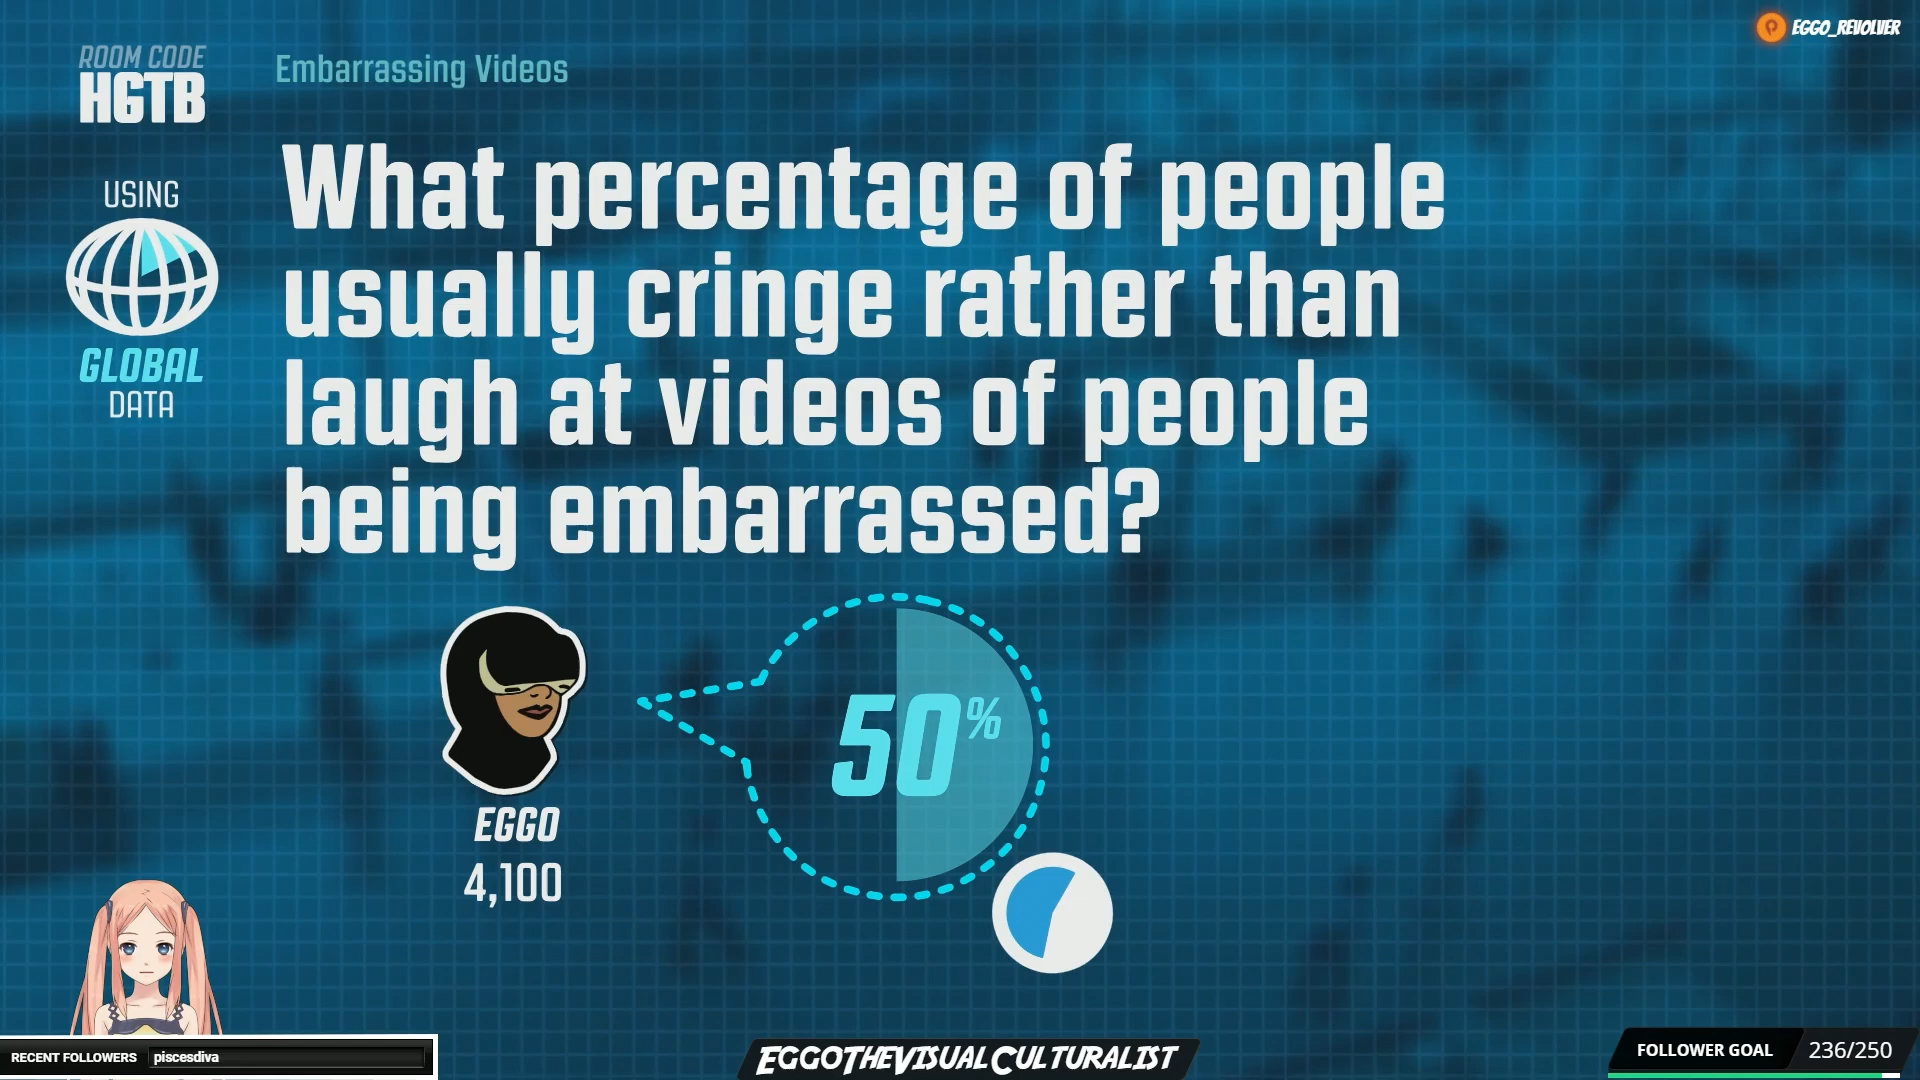 EGGO_REVOLVER
ROOM CODE
HGTB
Embarrassing Videos
What percentage of people
usually cringe rather than
laugh at videos of people
being embarrassed?
USING
GLOBAL
DATA
50%
EGGO
4,100
RECENT FOLLOWERS piscesdiva
EGGOTHEVISUALCULTURALIST
FOLLOWER GOAL 236/250